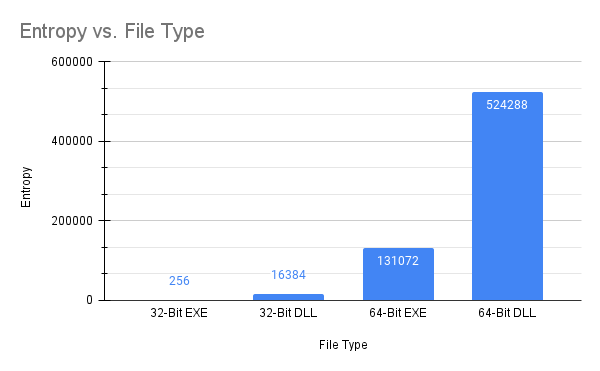 Entropy vs. File Type
600000
400000
200000
0
Entropy
256
16384
131072
524288
32-Bit EXE
32-Bit DLL
64-Bit EXE
64-Bit DLL
File Type